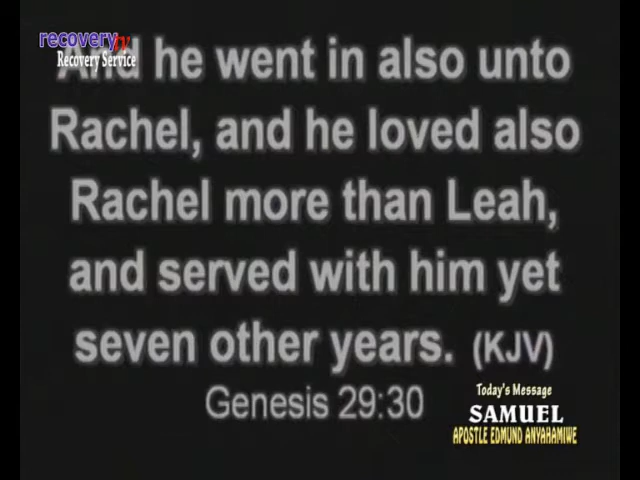 recoverytv
Recovery Service
And he went in also unto
Rachel, and he loved also
Rachel more than Leah,
and served with him yet
seven other years. (KJV)
Genesis 29:30
Today's Message
SAMUEL
APOSTLE EDMUND ANYAHAMIWE